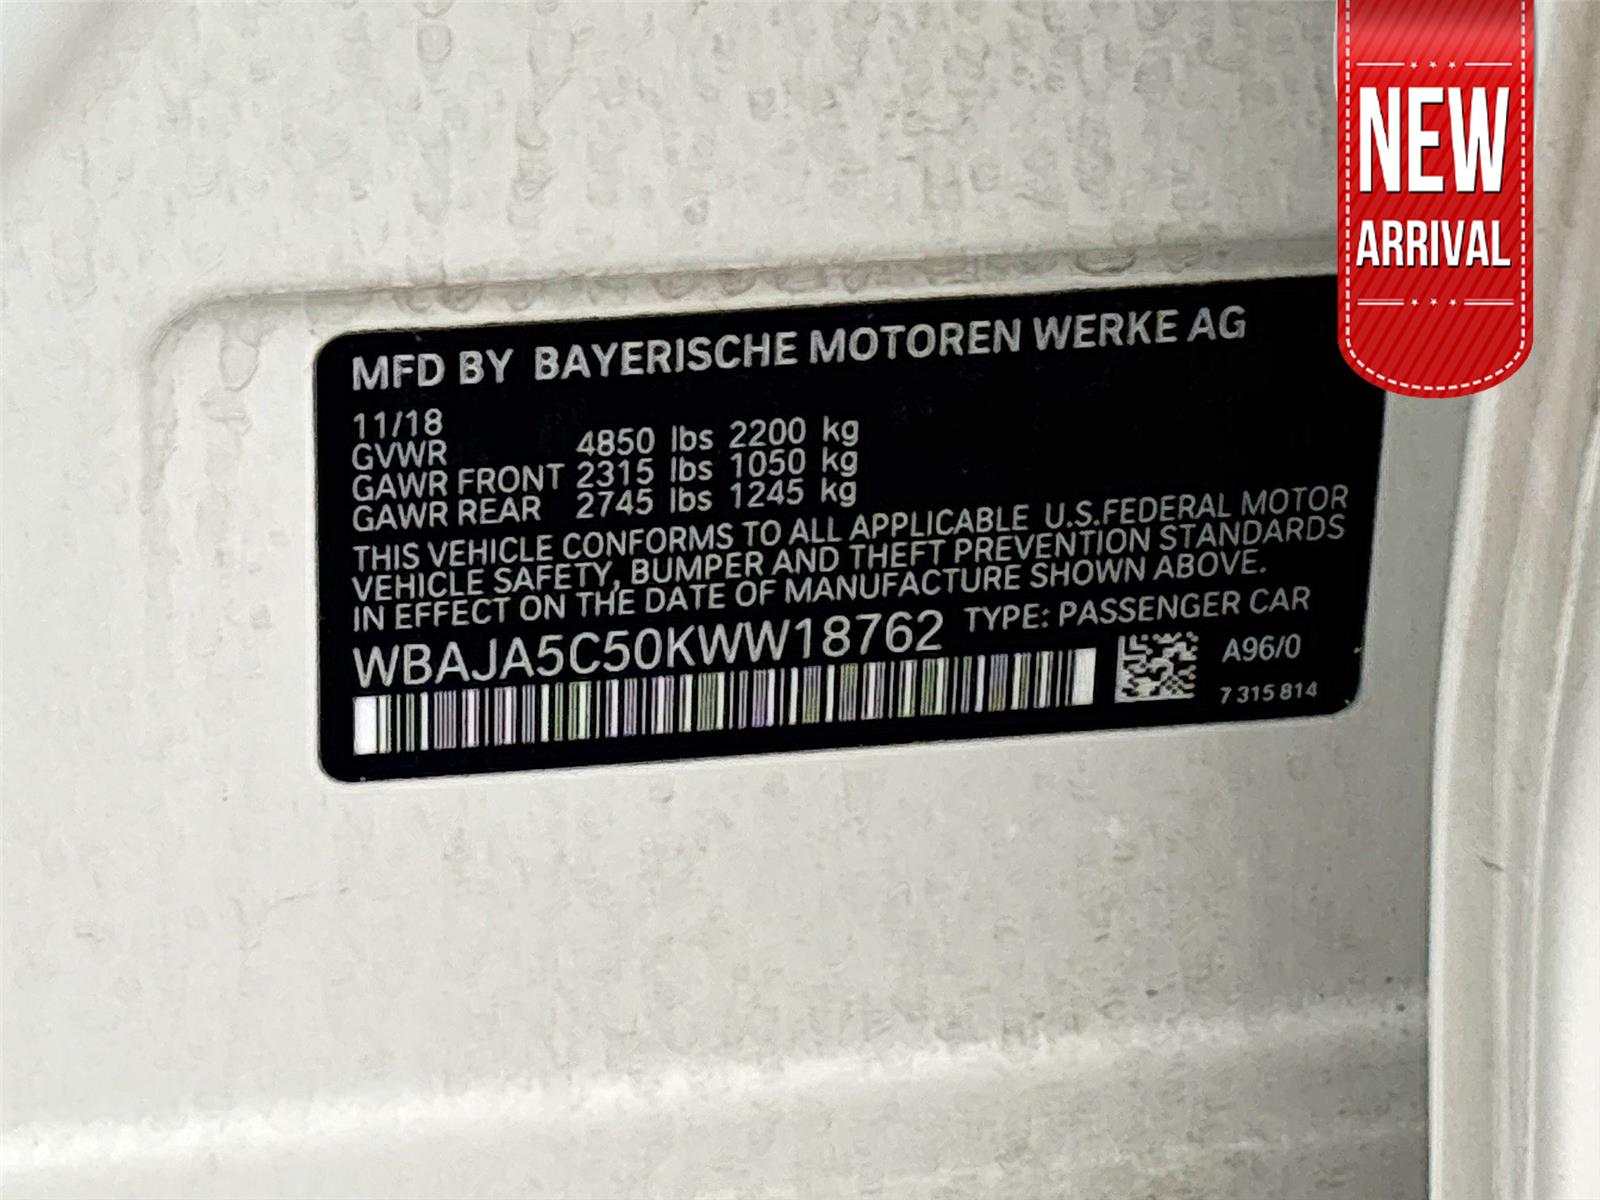 NEW
ARRIVAL
MFD BY BAYERISCHE MOTOREN WERKE AG
11/18
GVWR 4850 lbs 2200 kg
GAWR FRONT 2315 lbs 1050 kg
GAWR REAR 2745 lbs 1245 kg
THIS VEHICLE CONFORMS TO ALL APPLICABLE U.S.FEDERAL MOTOR
VEHICLE SAFETY, BUMPER AND THEFT PREVENTION STANDARDS
IN EFFECT ON THE DATE OF MANUFACTURE SHOWN ABOVE.
WBAJA5C50KWW18762 TYPE: PASSENGER CAR
A96/0
7 315 814